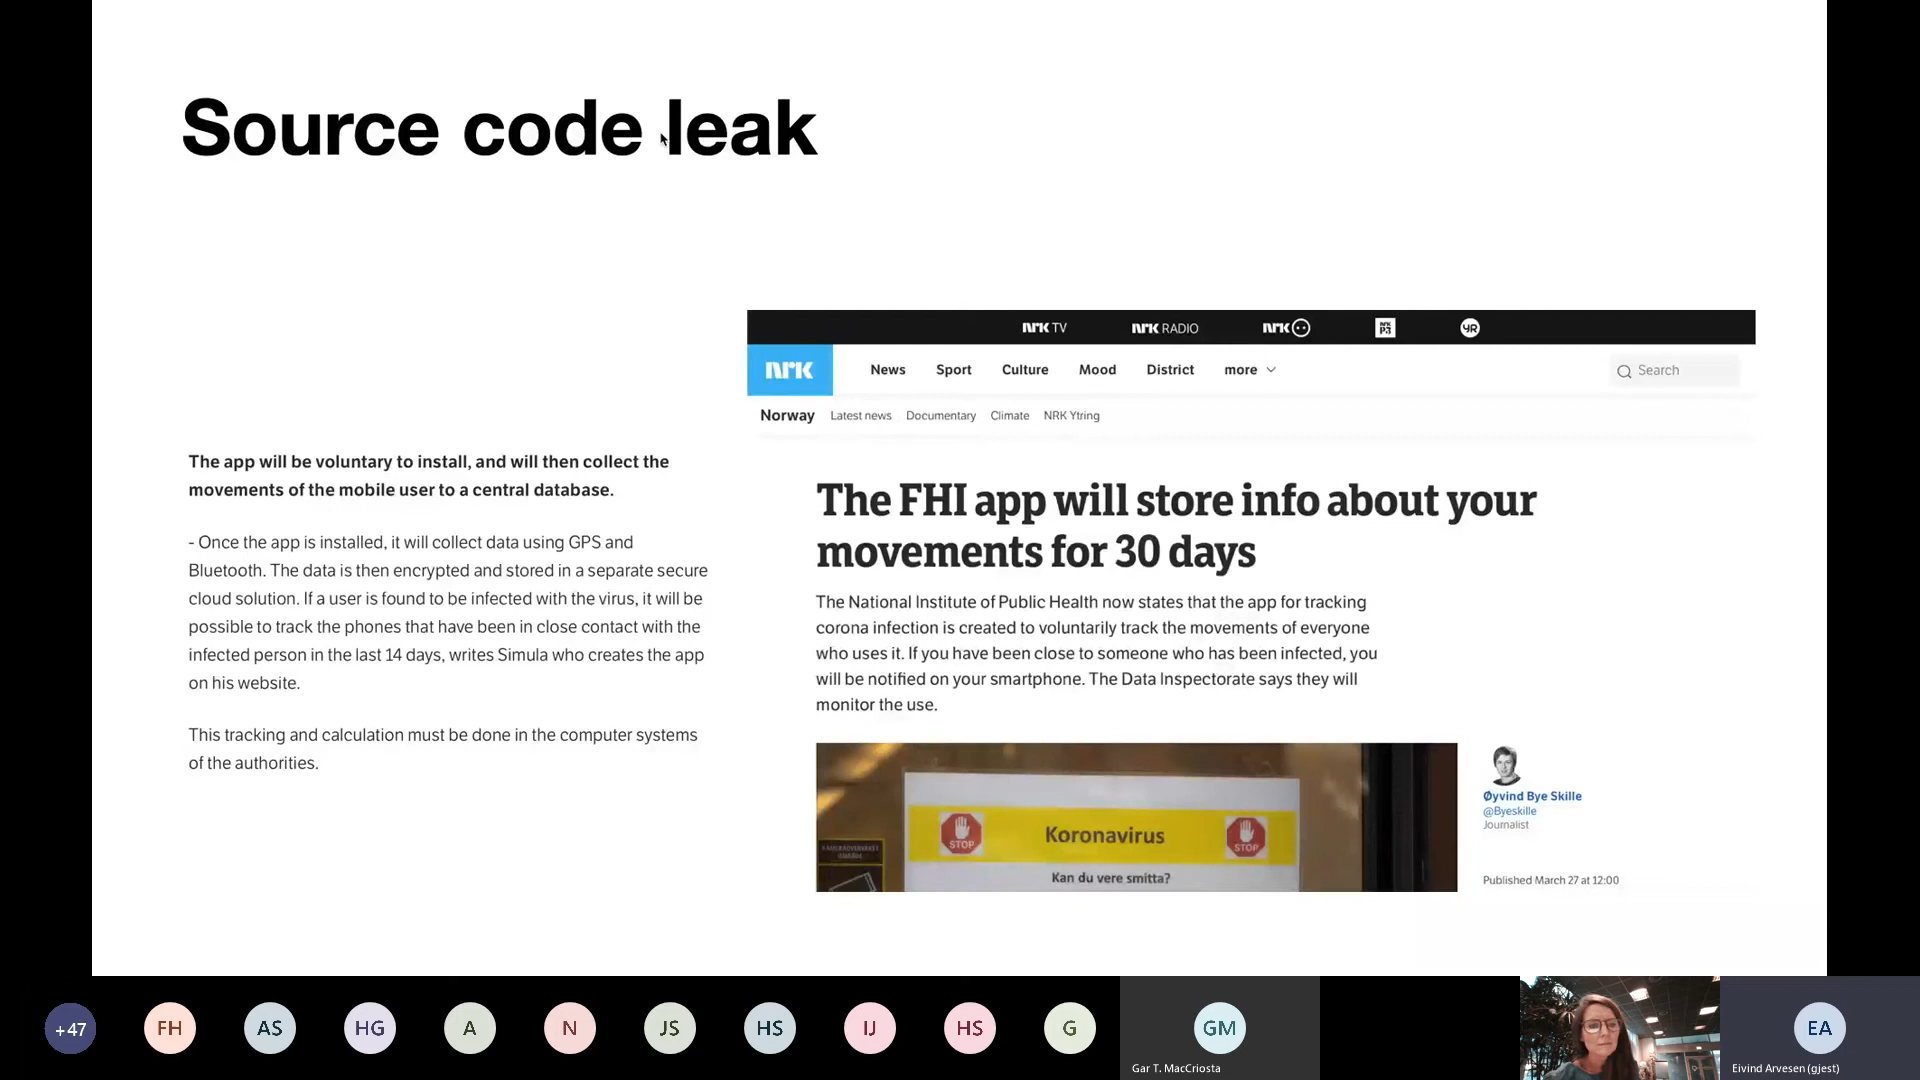 Source code leak
The app will be voluntary to install, and will then collect the
movements of the mobile user to a central database.
- Once the app is installed, it will collect data using GPS and
Bluetooth. The data is then encrypted and stored in a separate secure
cloud solution. If a user is found to be infected with the virus, it will be
possible to track the phones that have been in close contact with the
infected person in the last 14 days, writes Simula who creates the app
on his website.
This tracking and calculation must be done in the computer systems
of the authorities.
nrk TV
nrk RADIO
nrk
nrk P3
YR
nrk
News Sport Culture Mood District more
Search
Norway Latest news Documentary Climate NRK Ytring
The FHI app will store info about your
movements for 30 days
The National Institute of Public Health now states that the app for tracking
corona infection is created to voluntarily track the movements of everyone
who uses it. If you have been close to someone who has been infected, you
will be notified on your smartphone. The Data Inspectorate says they will
monitor the use.
STOP
Koronavirus
STOP
Kan du vere smitta?
Øyvind Bye Skille
@Byeskille
Journalist
Published March 27 at 12:00
+47
FH
AS
HG
A
N
JS
HS
IJ
HS
G
GM
Gar T. MacCriosta
EA
Eivind Arvesen (gjest)